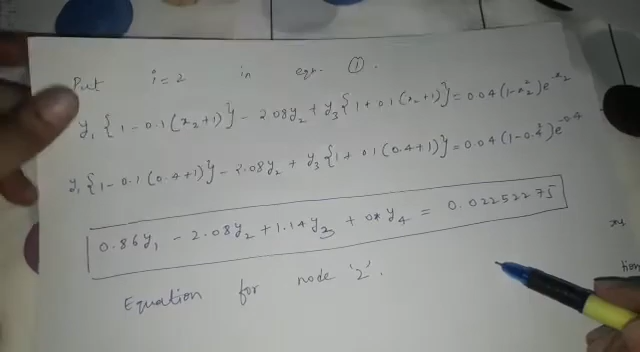 Put i=2 in eqn. ①.
y₁{1-0.1(x₂+1)}-2.08y₂+y₃{1+0.1(x₂+1)}=0.04(1-x₂²)e^-x₂
y₁{1-0.1(0.4+1)}-2.08y₂+y₃{1+0.1(0.4+1)}=0.04(1-0.4²)e^-0.4
0.86y₁-2.08y₂+1.14y₃+0*y₄=0.02252275
Equation for node '2'.